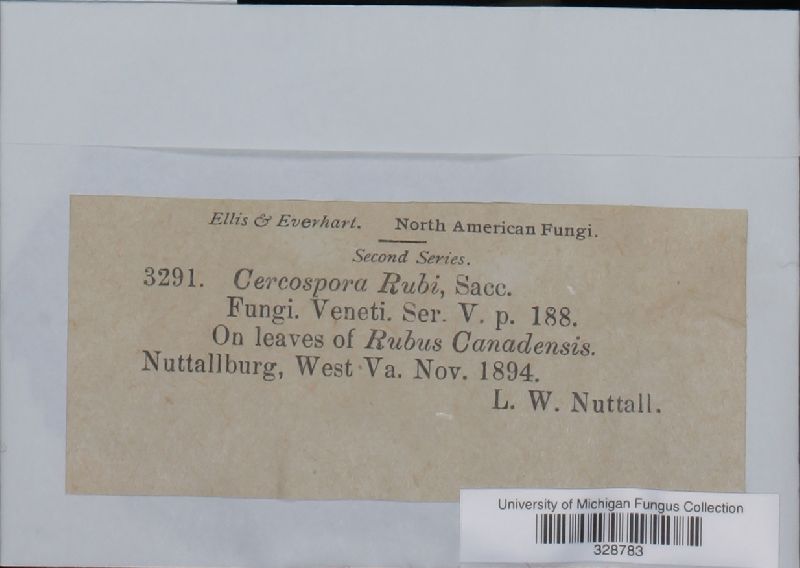 Ellis & Everhart. North American Fungi.
Second Series.
3291. Cercospora Rubi, Sacc.
Fungi. Veneti. Ser. V. p. 188.
On leaves of Rubus Canadensis.
Nuttallburg, West Va. Nov. 1894.
L. W. Nuttall.
University of Michigan Fungus Collection
328783